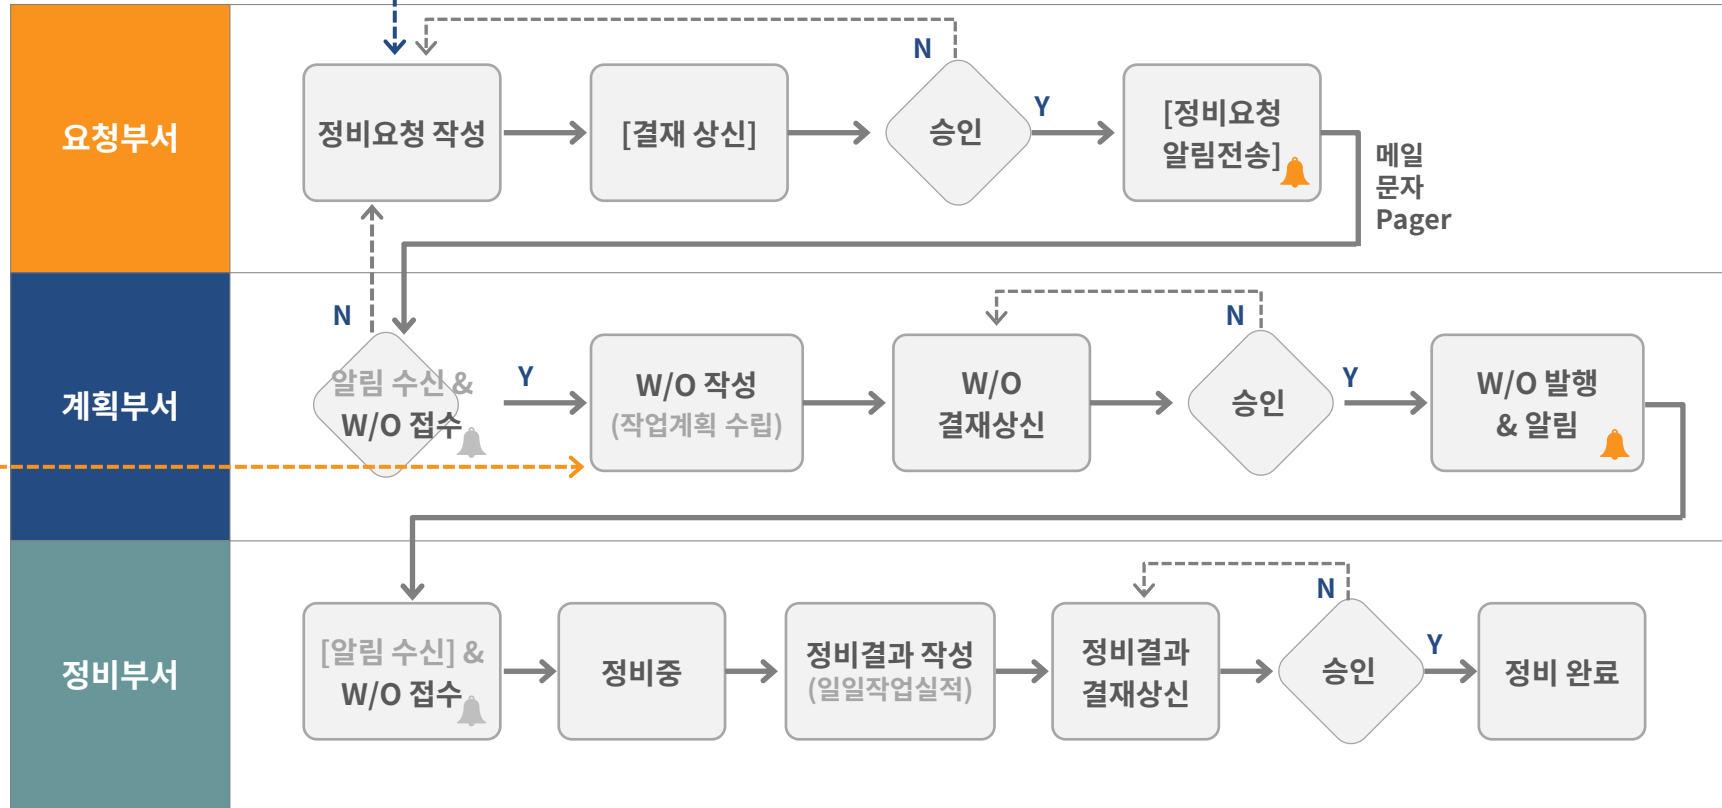 요청부서
정비요청 작성
[결재 상신]
N
승인
Y
[정비요청
알림전송]
메일
문자
Pager
계획부서
N
알림 수신 &
W/O 접수
Y
W/O 작성
(작업계획 수립)
W/O
결재상신
N
승인
Y
W/O 발행
& 알림
정비부서
[알림 수신] &
W/O 접수
정비중
정비결과 작성
(일일작업실적)
정비결과
결재상신
N
승인
Y
정비 완료